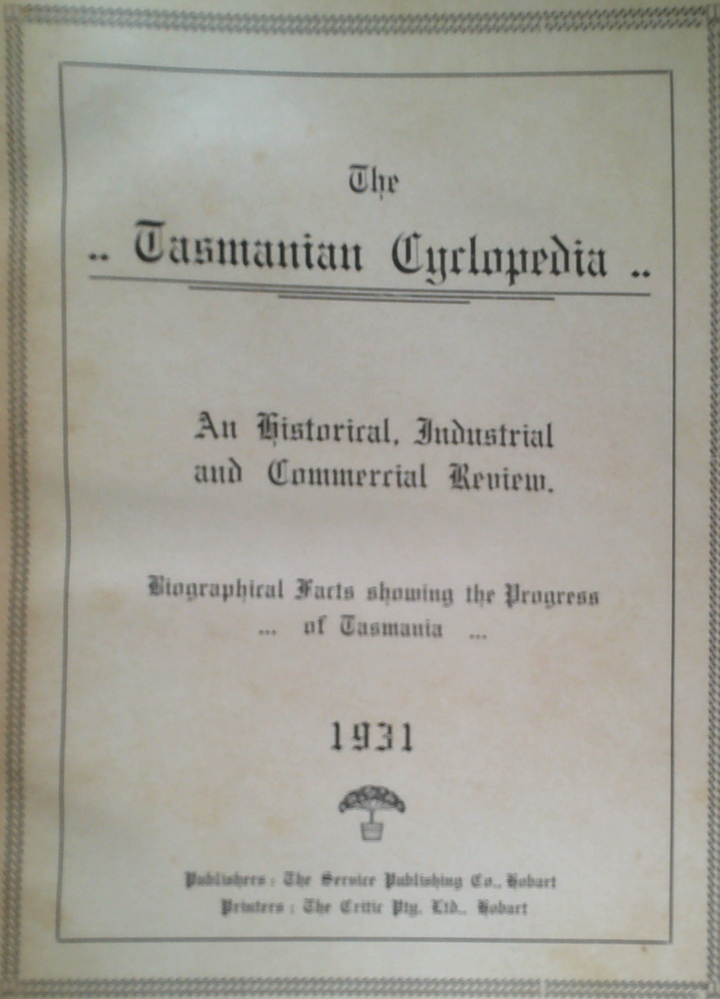 The
.. Tasmanian Cyclopedia ..
An Historical, Industrial
and Commercial Review.
Biographical Facts showing the Progress
... of Tasmania ...
1931
Publishers : The Service Publishing Co., Hobart
Printers : The Critic Pty. Ltd., Hobart